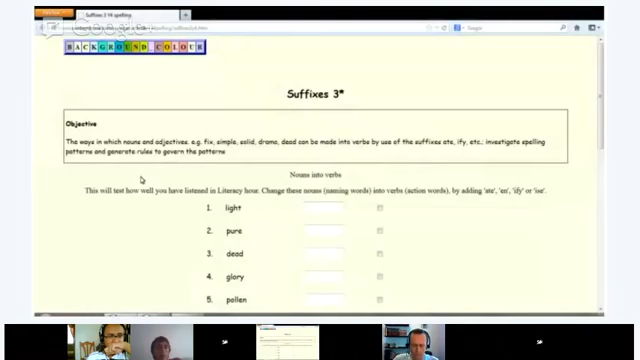 Suffixes 3 Y4 spelling
Google
BACKGROUND COLOUR
Suffixes 3*
Objective
The ways in which nouns and adjectives. e.g. fix, simple, solid, drama, dead can be made into verbs by use of the suffixes ate, ify, etc.; investigate spelling
patterns and generate rules to govern the patterns
Nouns into verbs
This will test how well you have listened in Literacy hour. Change these nouns (naming words) into verbs (action words), by adding 'ate', 'en', 'ify' or 'ise'.
1. light
2. pure
3. dead
4. glory
5. pollen